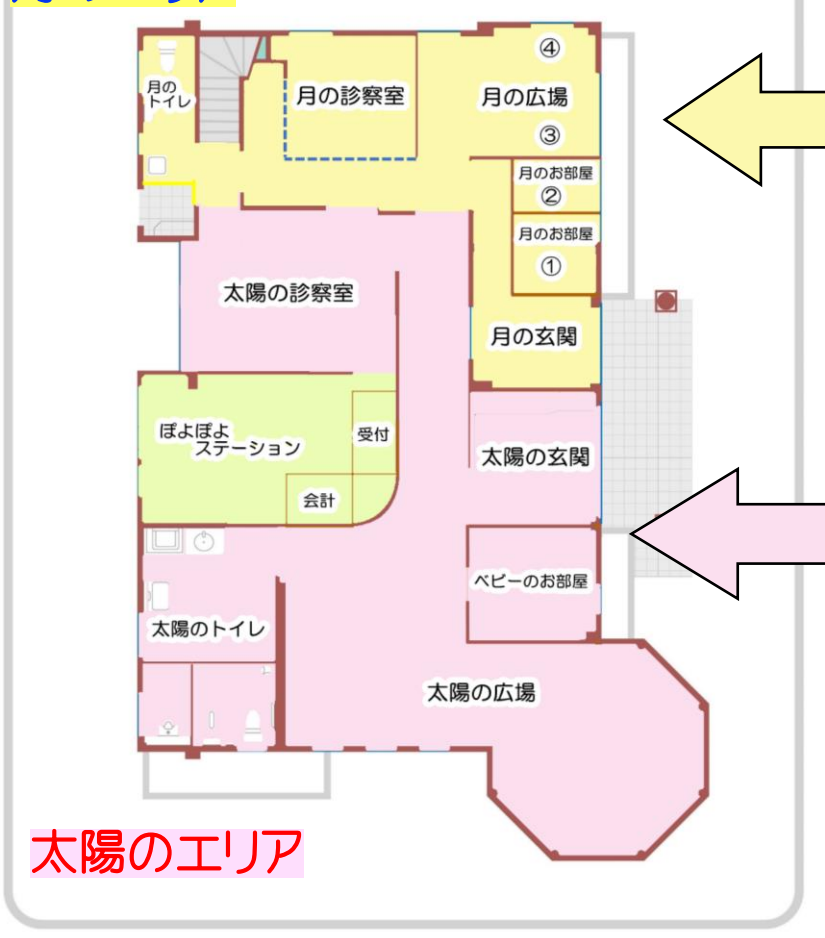 月の
トイレ
月の診察室
④
月の広場
③
月のお部屋
②
月のお部屋
①
太陽の診察室
月の玄関
ぽよぽよ
ステーション
受付
太陽の玄関
会計
ベビーのお部屋
太陽のトイレ
太陽の広場
太陽のエリア